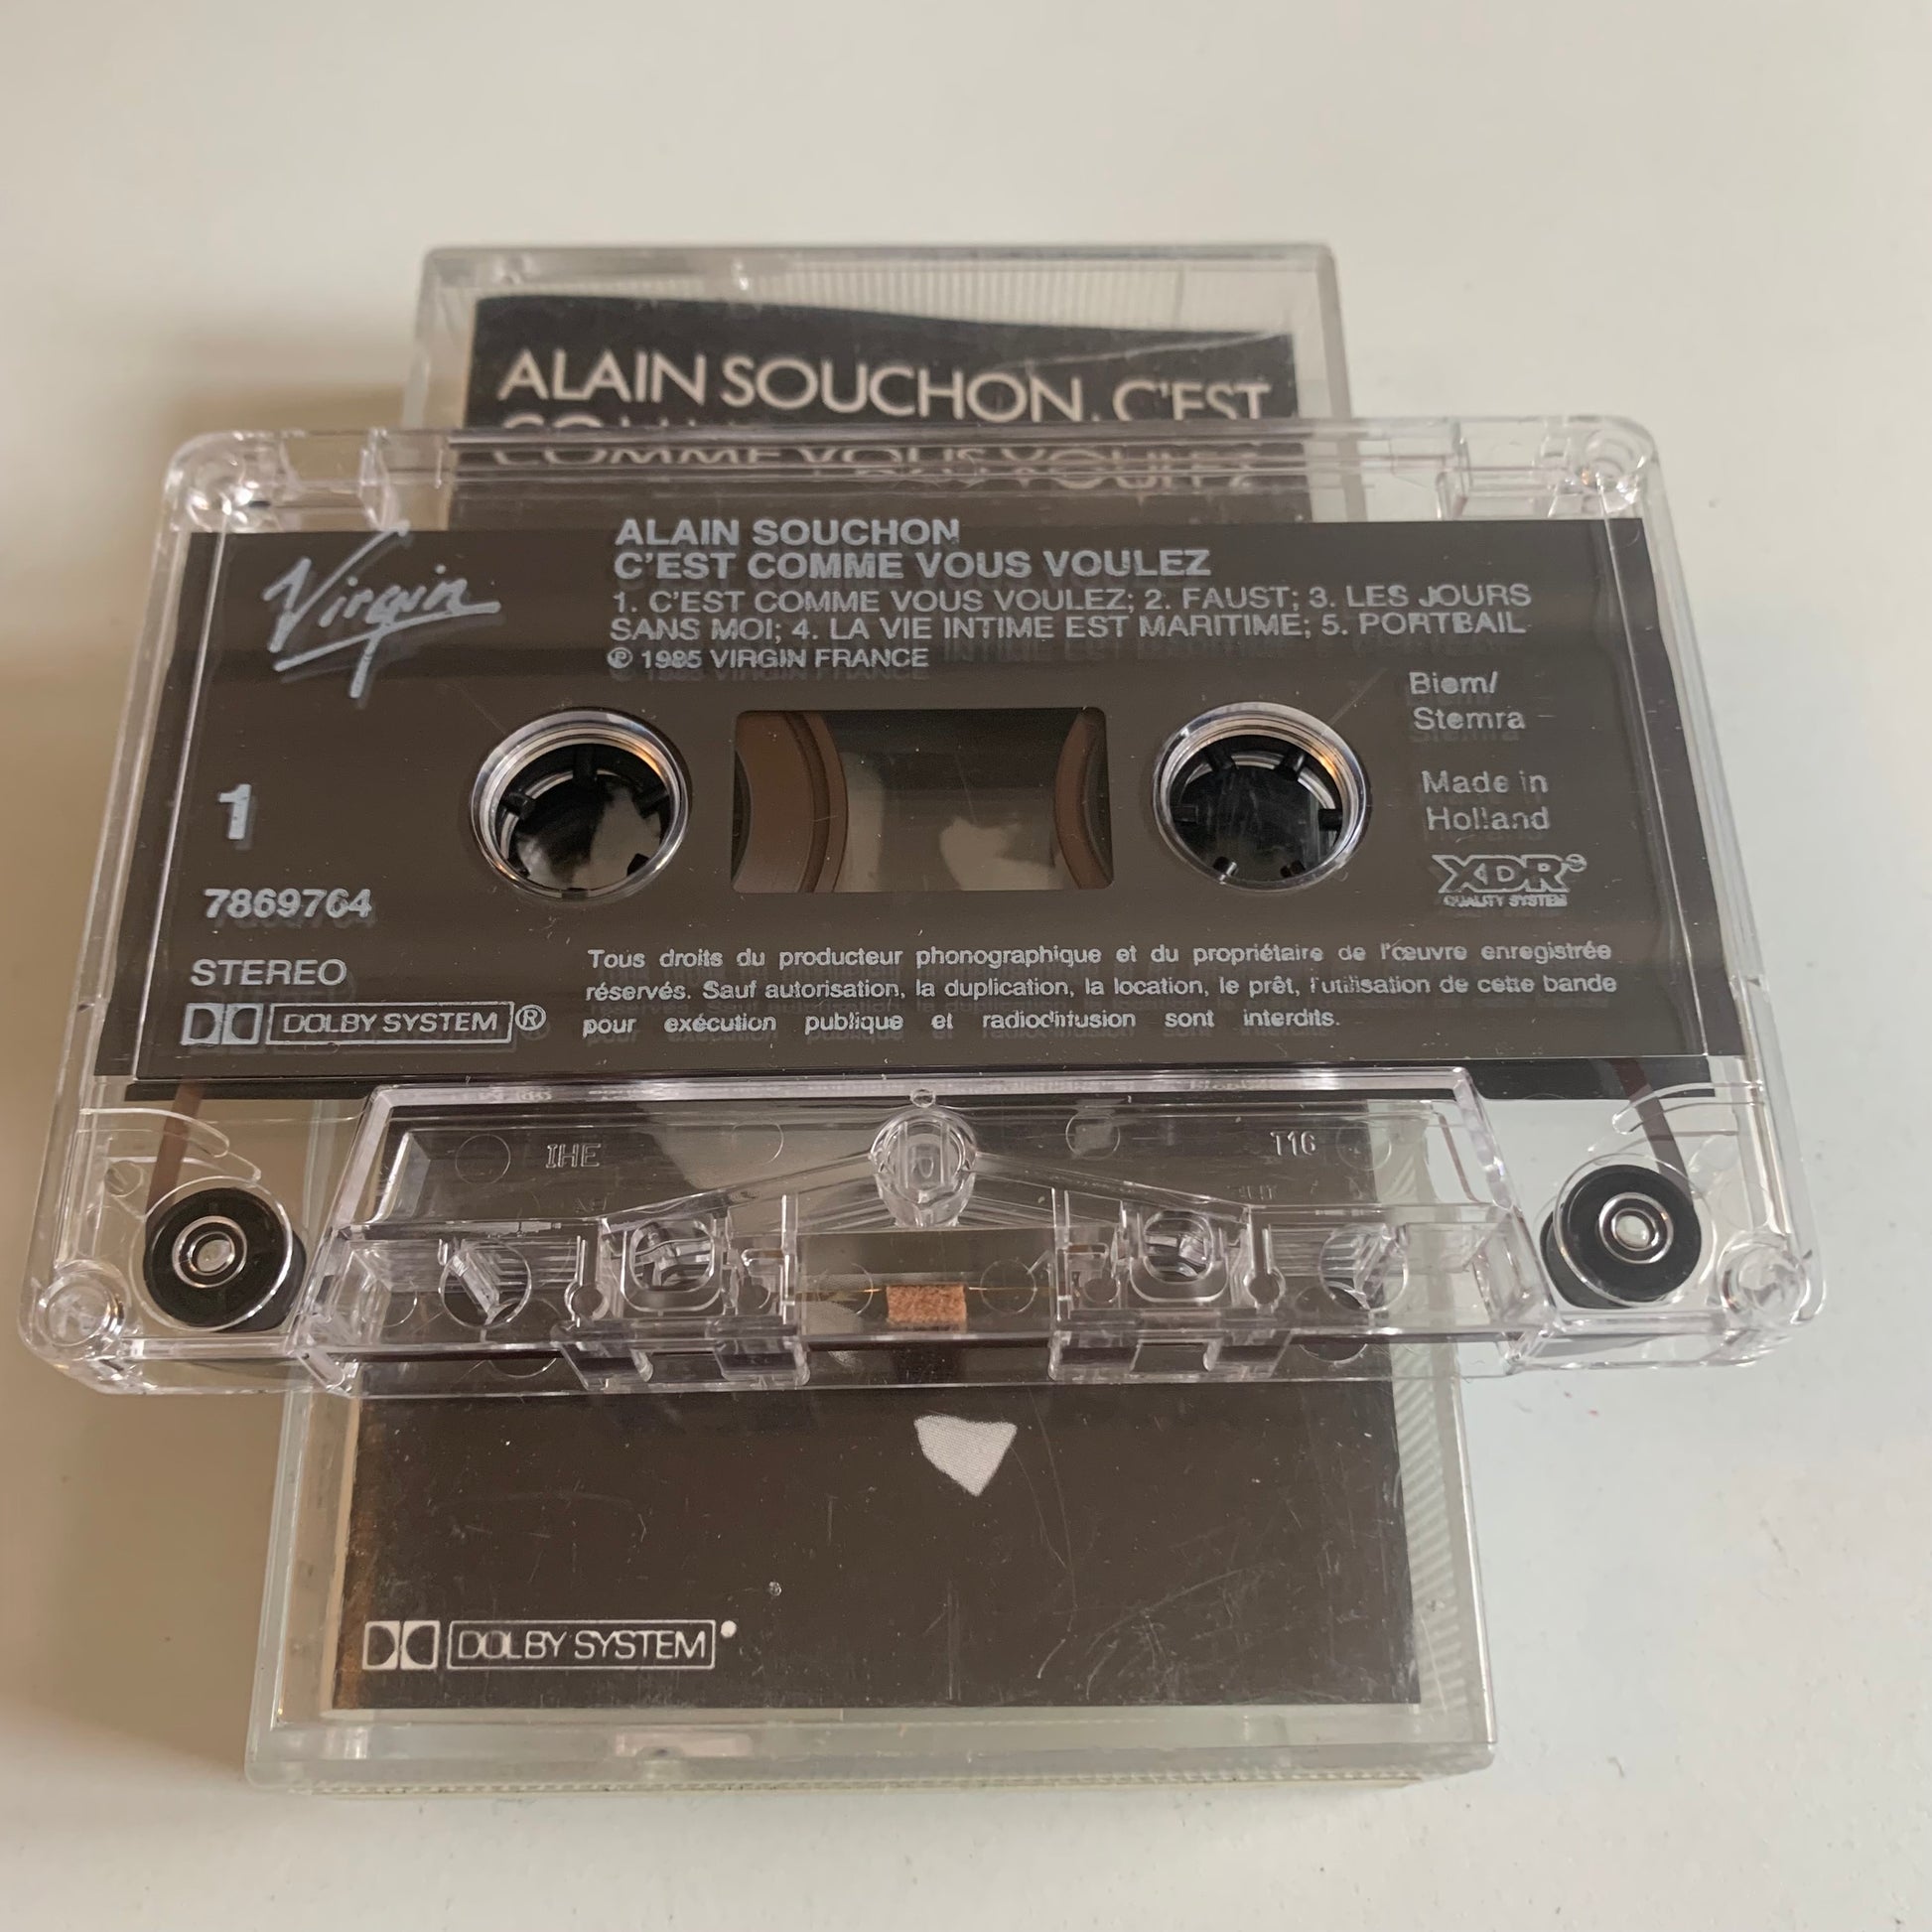 ALAIN SOUCHON. C'EST
COMME VOUS VOULEZ
Virgin
ALAIN SOUCHON
C'EST COMME VOUS VOULEZ
1. C'EST COMME VOUS VOULEZ; 2. FAUST; 3. LES JOURS
SANS MOI; 4. LA VIE INTIME EST MARITIME; 5. PORTBAIL
℗ 1985 VIRGIN FRANCE
Biem/
Stemra
Made in
Holland
XDR
QUALITY SYSTEM
1
7869764
STEREO
DOLBY SYSTEM ®
Tous droits du producteur phonographique et du propriétaire de l'œuvre enregistrée
réservés. Sauf autorisation, la duplication, la location, le prêt, l'utilisation de cette bande
pour exécution publique et radiodifusion sont interdits.
IHE
T16
DOLBY SYSTEM